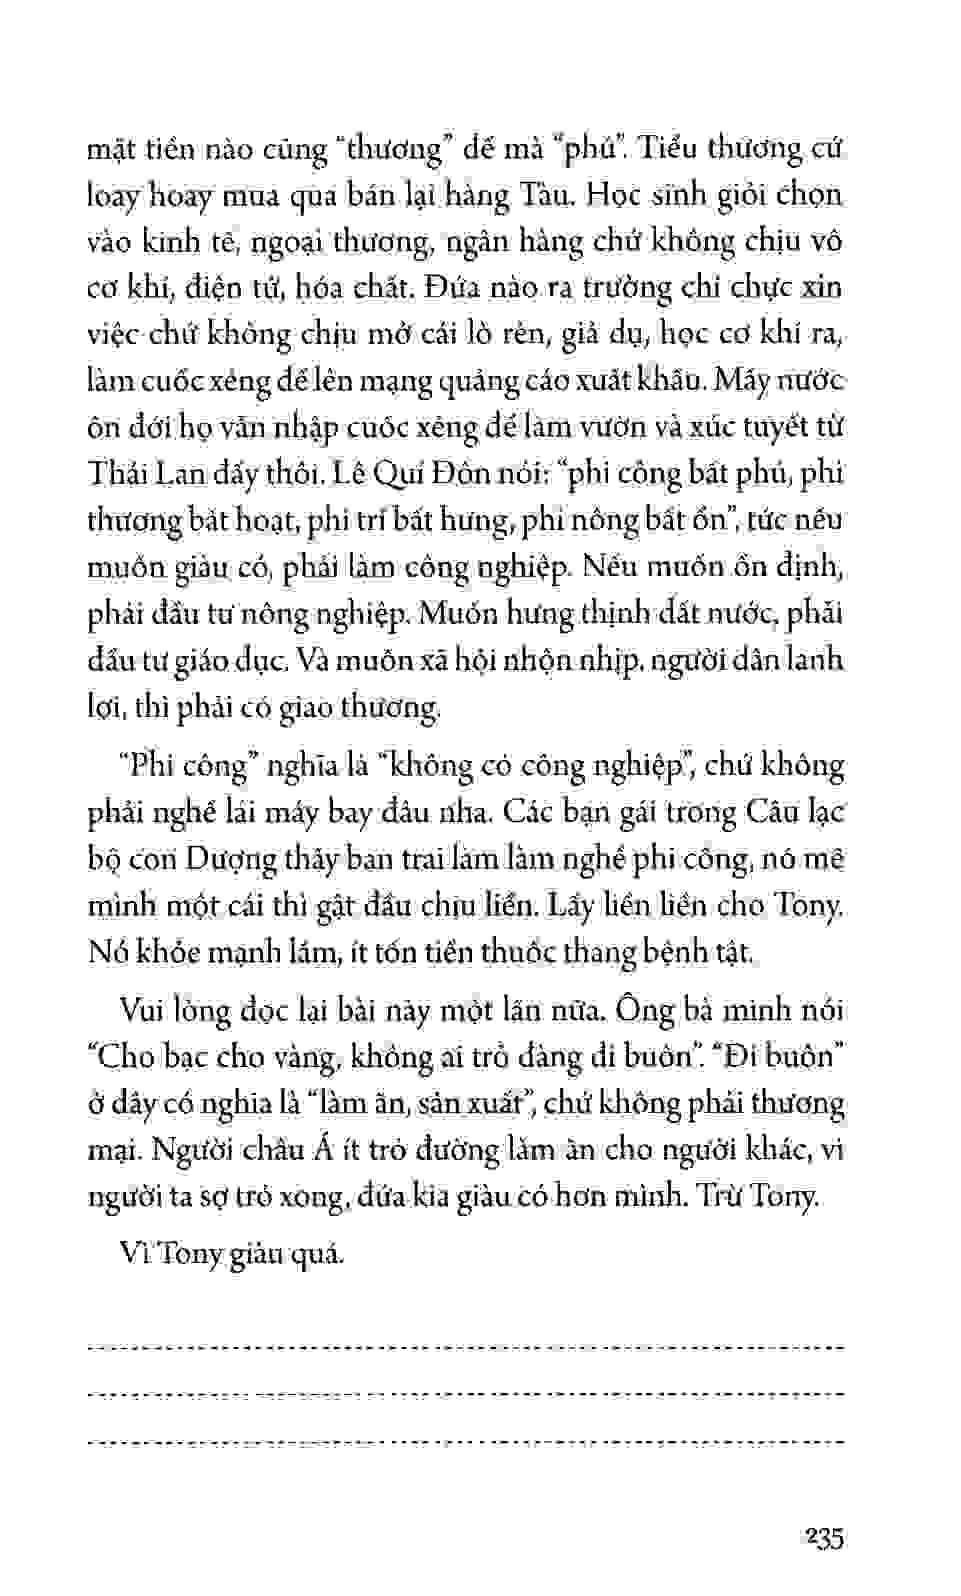 mặt tiền nào cũng “thương” để mà “phú”. Tiểu thương cứ
loay hoay mua qua bán lại hàng Tàu. Học sinh giỏi chọn
vào kinh tế, ngoại thương, ngân hàng chứ không chịu vô
cơ khí, điện tử, hóa chất. Đứa nào ra trường chỉ chực xin
việc chứ không chịu mở cái lò rèn, giả dụ, học cơ khí ra,
làm cuốc xẻng để lên mạng quảng cáo xuất khẩu. Mấy nước
ôn đới họ vẫn nhập cuốc xẻng để làm vườn và xúc tuyết từ
Thái Lan đấy thôi. Lê Quí Đôn nói: “phi công bất phú, phi
thương bất hoạt, phi trí bất hưng, phi nông bất ổn”, tức nếu
muốn giàu có, phải làm công nghiệp. Nếu muốn ổn định,
phải đầu tư nông nghiệp. Muốn hưng thịnh đất nước, phải
đầu tư giáo dục. Và muốn xã hội nhộn nhịp, người dân lanh
lợi, thì phải có giao thương.
“Phi công” nghĩa là “không có công nghiệp”, chứ không
phải nghề lái máy bay đâu nha. Các bạn gái trong Câu lạc
bộ con Dượng thấy bạn trai làm làm nghề phi công, nó mê
mình một cái thì gật đầu chịu liền. Lấy liền liền cho Tony.
Nó khỏe mạnh lắm, ít tốn tiền thuốc thang bệnh tật.
Vui lòng đọc lại bài này một lần nữa. Ông bà mình nói
“Cho bạc cho vàng, không ai trỏ đàng đi buôn”. “Đi buôn”
ở đây có nghĩa là “làm ăn, sản xuất”, chứ không phải thương
mại. Người châu Á ít trỏ đường làm ăn cho người khác, vì
người ta sợ trỏ xong, đứa kia giàu có hơn mình. Trừ Tony.
Vì Tony giàu quá.
235